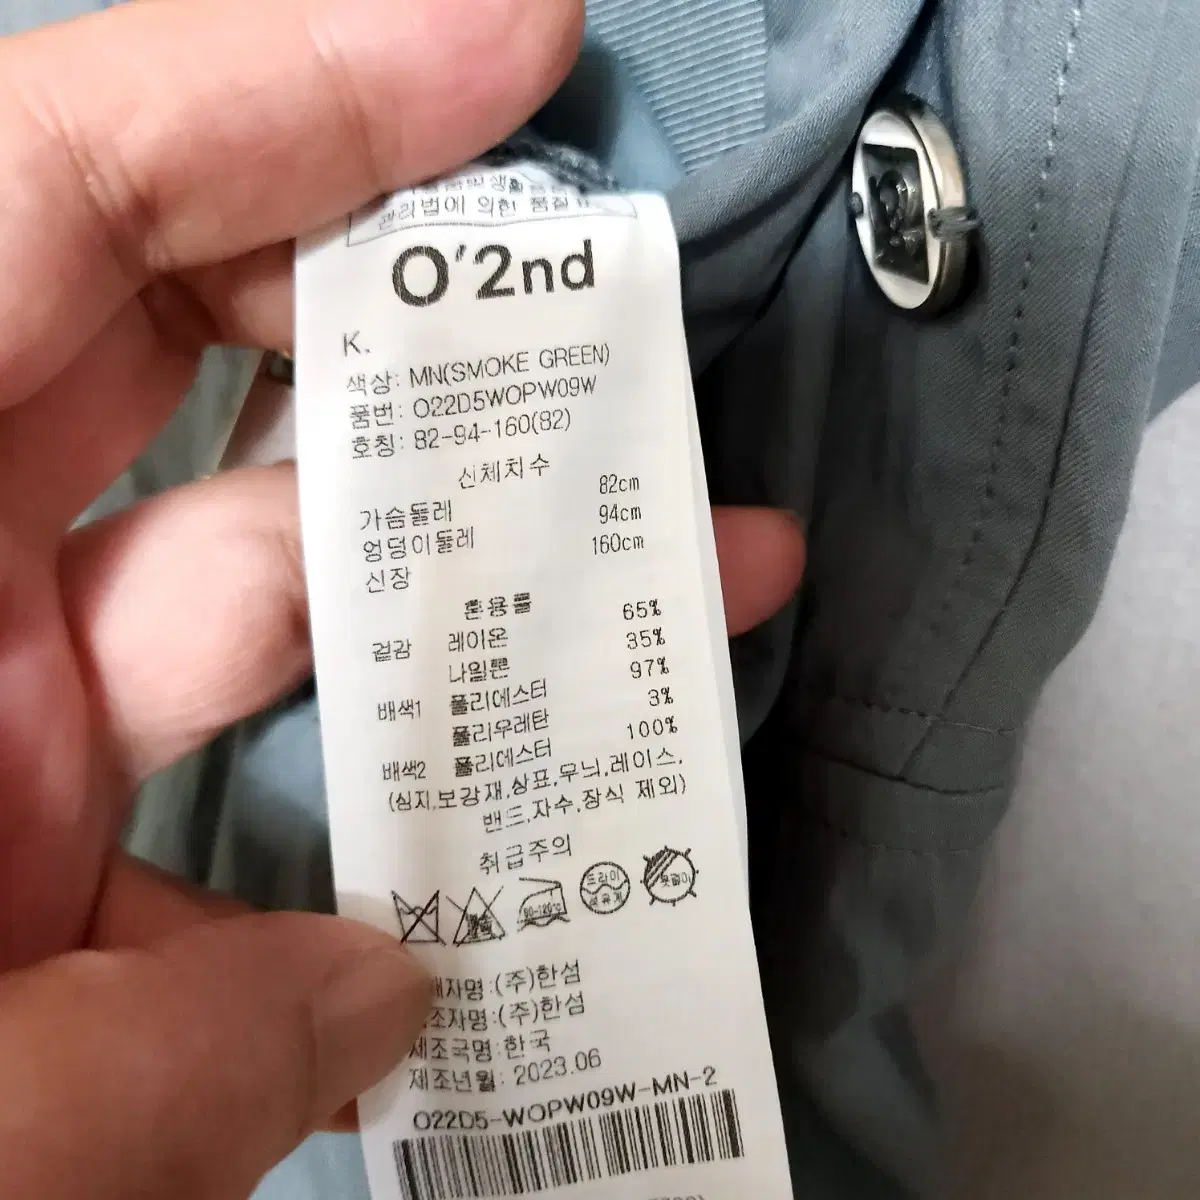 관리법에 의한 품질
O'2nd
K.
색상: MN(SMOKE GREEN)
품번: O22D5WOPW09W
호칭: 82-94-160(82)
신체치수
가슴둘레 82cm
엉덩이둘레 94cm
신장 160cm
혼용률
겉감 레이온 65%
나일론 35%
배색1 폴리에스터 97%
폴리우레탄 3%
배색2 폴리에스터 100%
(심지,보강재,상표,무늬,레이스,
밴드,자수,장식 제외)
취급주의
80-120℃
드라이
석유계
자명:(주)한섬
조자명:(주)한섬
제조국명:한국
제조년월: 2023.06
O22D5-WOPW09W-MN-2